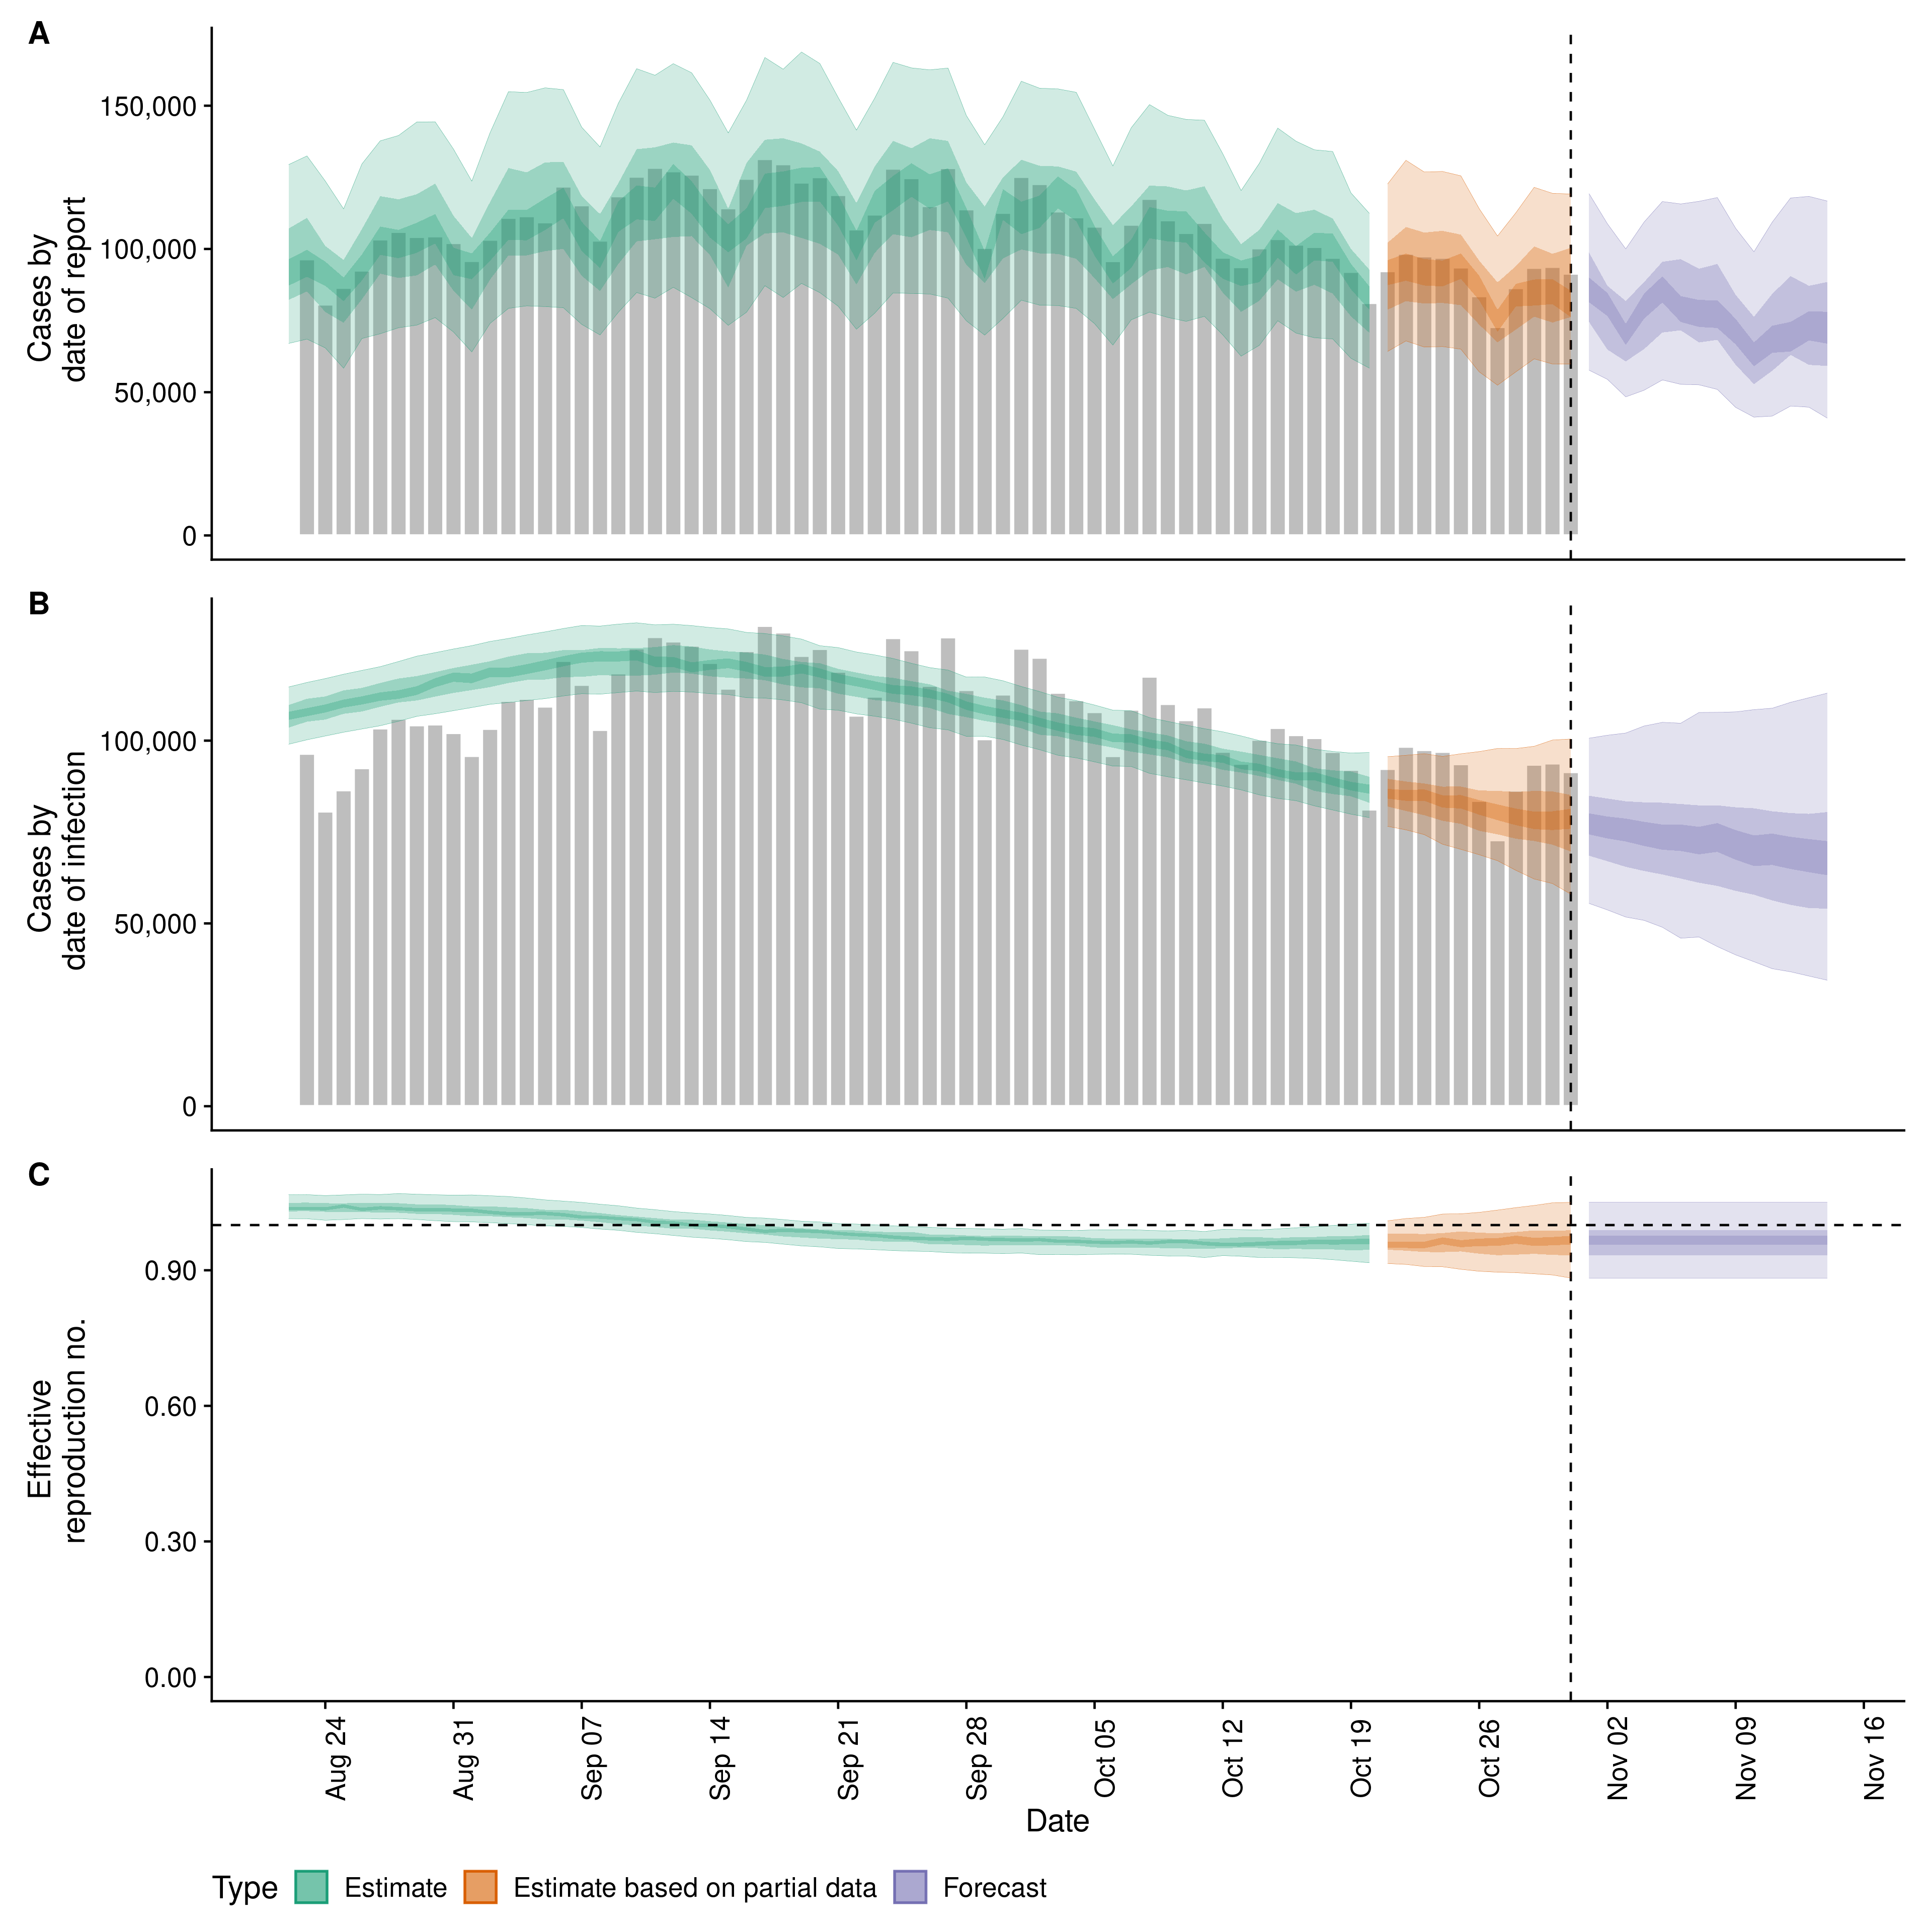 A
Cases by
date of report
150,000
100,000
50,000
0
B
Cases by
date of infection
100,000
50,000
0
C
Effective
reproduction no.
0.90
0.60
0.30
0.00
Aug 24
Aug 31
Sep 07
Sep 14
Sep 21
Sep 28
Oct 05
Oct 12
Oct 19
Oct 26
Nov 02
Nov 09
Nov 16
Date
Type Estimate Estimate based on partial data Forecast